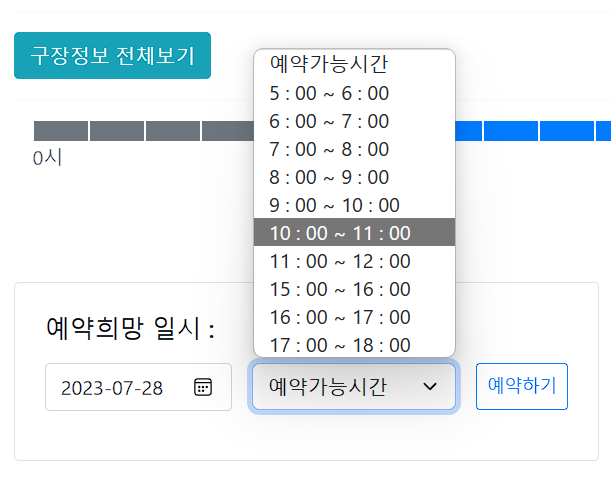 구장정보 전체보기
예약가능시간
5 : 00 ~ 6 : 00
6 : 00 ~ 7 : 00
7 : 00 ~ 8 : 00
8 : 00 ~ 9 : 00
9 : 00 ~ 10 : 00
10 : 00 ~ 11 : 00
11 : 00 ~ 12 : 00
15 : 00 ~ 16 : 00
16 : 00 ~ 17 : 00
17 : 00 ~ 18 : 00
0시
예약희망 일시 :
2023-07-28 예약가능시간 예약하기